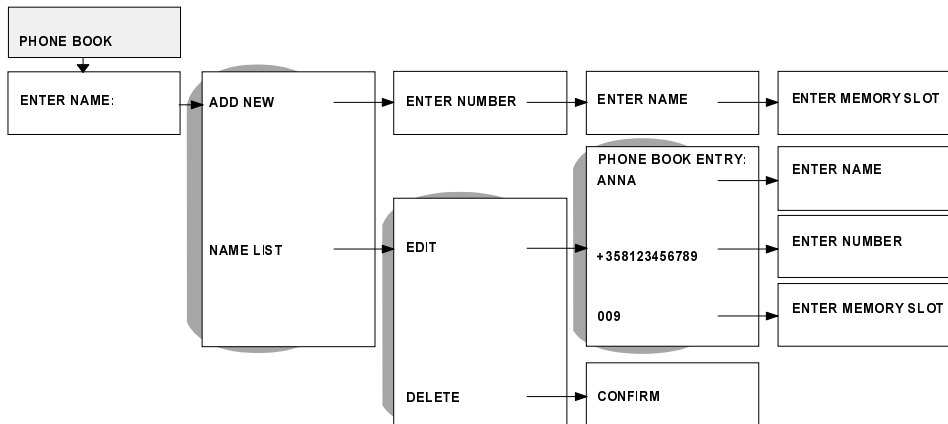 PHONE BOOK
ENTER NAME:
ADD NEW
ENTER NUMBER
ENTER NAME
ENTER MEMORY SLOT
NAME LIST
EDIT
PHONE BOOK ENTRY:
ANNA
ENTER NAME
+358123456789
ENTER NUMBER
009
ENTER MEMORY SLOT
DELETE
CONFIRM